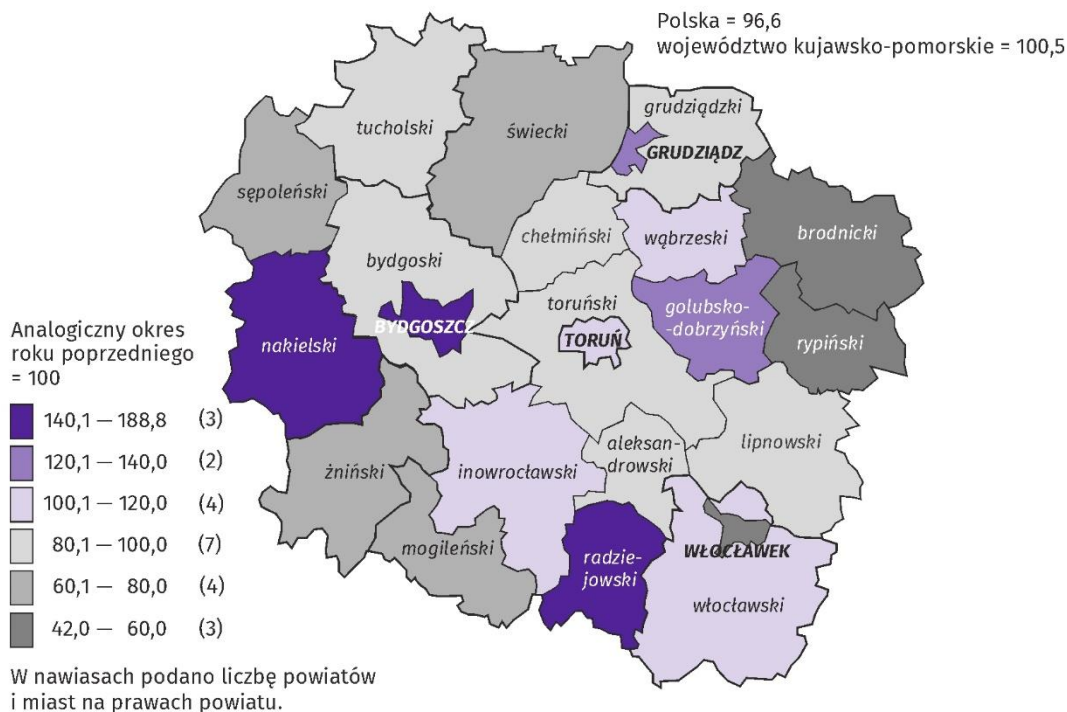 Polska = 96,6
województwo kujawsko-pomorskie = 100,5
grudziądzki
tucholski
świecki
GRUDZIĄDZ
sępoleński
chełmiński
wąbrzeski
brodnicki
bydgoski
toruński
golubsko-
-dobrzyński
BYDGOSZCZ
TORUŃ
nakielski
rypiński
aleksan-
drowski
lipnowski
inowrocławski
żniński
mogileński
radzie-
jowski
WŁOCŁAWEK
włocławski
Analogiczny okres
roku poprzedniego
= 100
140,1 — 188,8 (3)
120,1 — 140,0 (2)
100,1 — 120,0 (4)
80,1 — 100,0 (7)
60,1 — 80,0 (4)
42,0 — 60,0 (3)
W nawiasach podano liczbę powiatów
i miast na prawach powiatu.